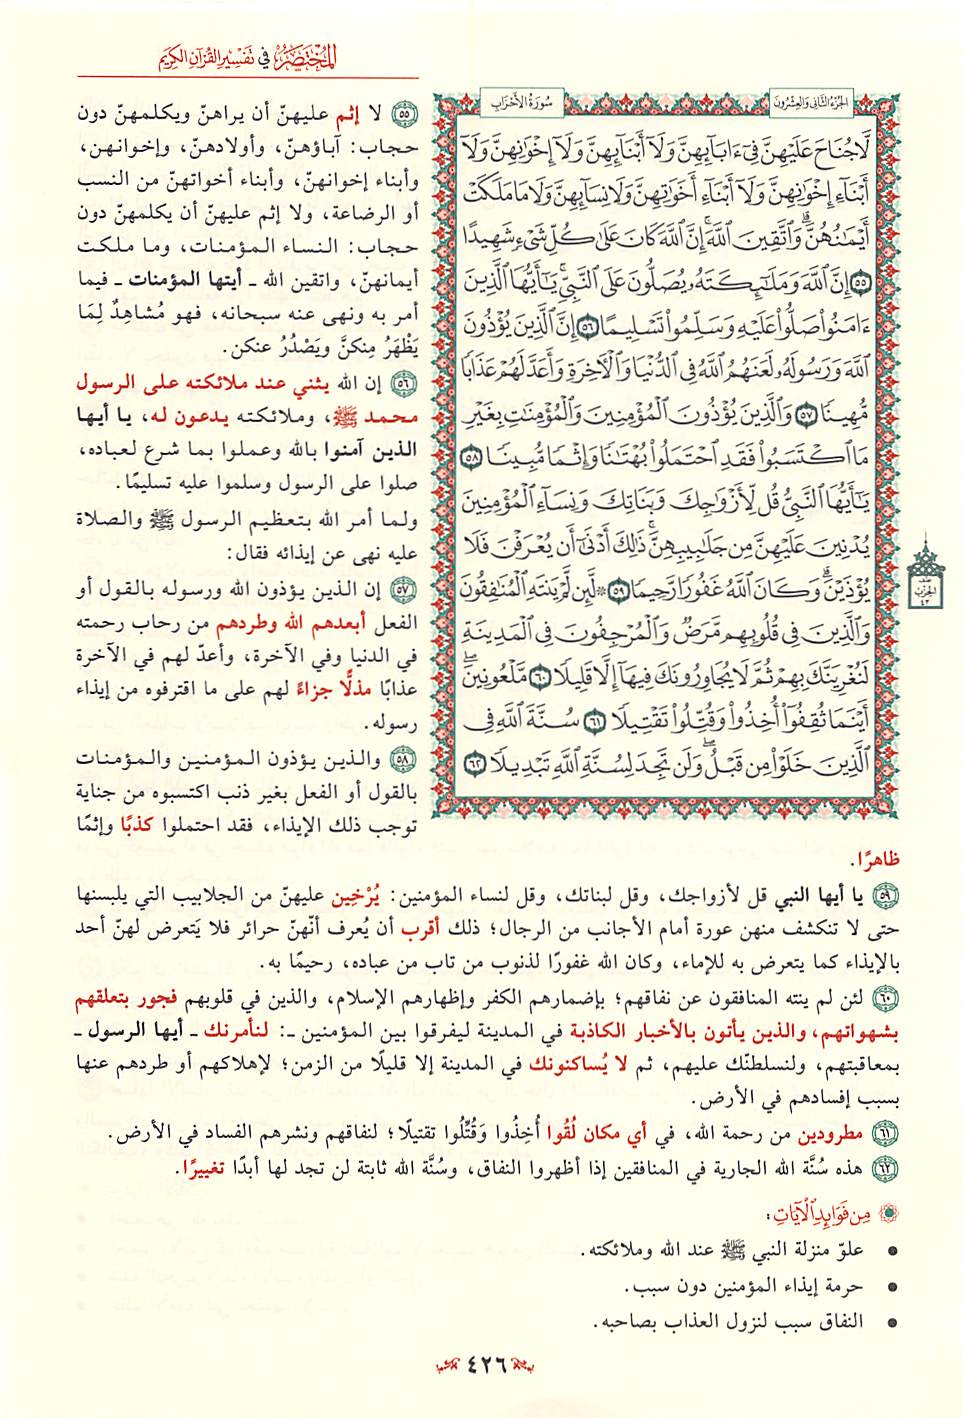 المختصر في تفسير القرآن الكريم
الجزء الثاني والعشرون
سورة الأحزاب
لَّا جُنَاحَ عَلَيْهِنَّ فِيٓ ءَابَآئِهِنَّ وَلَآ أَبْنَآئِهِنَّ وَلَآ إِخْوَٰنِهِنَّ وَلَآ
أَبْنَآءِ إِخْوَٰنِهِنَّ وَلَآ أَبْنَآءِ أَخَوَٰتِهِنَّ وَلَا نِسَآئِهِنَّ وَلَا مَا مَلَكَتْ
أَيْمَٰنُهُنَّۗ وَٱتَّقِينَ ٱللَّهَۚ إِنَّ ٱللَّهَ كَانَ عَلَىٰ كُلِّ شَيْءٖ شَهِيدًا
٥٥ إِنَّ ٱللَّهَ وَمَلَٰٓئِكَتَهُۥ يُصَلُّونَ عَلَى ٱلنَّبِيِّۚ يَٰٓأَيُّهَا ٱلَّذِينَ
ءَامَنُوا۟ صَلُّوا۟ عَلَيْهِ وَسَلِّمُوا۟ تَسْلِيمًا ٥٦ إِنَّ ٱلَّذِينَ يُؤْذُونَ
ٱللَّهَ وَرَسُولَهُۥ لَعَنَهُمُ ٱللَّهُ فِي ٱلدُّنْيَا وَٱلْءَاخِرَةِ وَأَعَدَّ لَهُمْ عَذَابٗا
مُّهِينٗا ٥٧ وَٱلَّذِينَ يُؤْذُونَ ٱلْمُؤْمِنِينَ وَٱلْمُؤْمِنَٰتِ بِغَيْرِ
مَا ٱكْتَسَبُوا۟ فَقَدِ ٱحْتَمَلُوا۟ بُهْتَٰنٗا وَإِثْمٗا مُّبِينٗا ٥٨
يَٰٓأَيُّهَا ٱلنَّبِيُّ قُل لِّأَزْوَٰجِكَ وَبَنَاتِكَ وَنِسَآءِ ٱلْمُؤْمِنِينَ
يُدْنِينَ عَلَيْهِنَّ مِن جَلَٰبِيبِهِنَّۚ ذَٰلِكَ أَدْنَىٰٓ أَن يُعْرَفْنَ فَلَا
يُؤْذَيْنَۗ وَكَانَ ٱللَّهُ غَفُورٗا رَّحِيمٗا ٥٩ ۞ لَّئِن لَّمْ يَنتَهِ ٱلْمُنَٰفِقُونَ
وَٱلَّذِينَ فِي قُلُوبِهِم مَّرَضٞ وَٱلْمُرْجِفُونَ فِي ٱلْمَدِينَةِ
لَنُغْرِيَنَّكَ بِهِمْ ثُمَّ لَا يُجَاوِرُونَكَ فِيهَآ إِلَّا قَلِيلٗا ٦٠ مَّلْعُونِينَۖ
أَيْنَمَا ثُقِفُوٓا۟ أُخِذُوا۟ وَقُتِّلُوا۟ تَقْتِيلٗا ٦١ سُنَّةَ ٱللَّهِ فِي
ٱلَّذِينَ خَلَوْا۟ مِن قَبْلُۖ وَلَن تَجِدَ لِسُنَّةِ ٱللَّهِ تَبْدِيلٗا ٦٢
نصف
الحزب
٤٣
٥٥ لا إثم عليهنّ أن يراهنّ ويكلمهنّ دون
حجاب: آباؤهنّ، وأولادهنّ، وإخوانهن،
وأبناء إخوانهنّ، وأبناء أخواتهنّ من النسب
أو الرضاعة، ولا إثم عليهنّ أن يكلمهنّ دون
حجاب: النساء المؤمنات، وما ملكت
أيمانهنّ، واتقين الله ـ أيتها المؤمنات ـ فيما
أمر به ونهى عنه سبحانه، فهو مُشاهِدٌ لِمَا
يَظْهَرُ مِنكنَّ ويَصْدُرُ عنكن.
٥٦ إن الله يثني عند ملائكته على الرسول
محمد ﷺ، وملائكته يدعون له، يا أيها
الذين آمنوا بالله وعملوا بما شرع لعباده،
صلوا على الرسول وسلموا عليه تسليمًا.
ولما أمر الله بتعظيم الرسول ﷺ والصلاة
عليه نهى عن إيذائه فقال:
٥٧ إن الذين يؤذون الله ورسوله بالقول أو
الفعل أبعدهم الله وطردهم من رحاب رحمته
في الدنيا وفي الآخرة، وأعدّ لهم في الآخرة
عذابًا مذلًّا جزاءً لهم على ما اقترفوه من إيذاء
رسوله.
٥٨ والذين يؤذون المؤمنين والمؤمنات
بالقول أو الفعل بغير ذنب اكتسبوه من جناية
توجب ذلك الإيذاء، فقد احتملوا كذبًا وإثمًا
ظاهرًا.
٥٩ يا أيها النبي قل لأزواجك، وقل لبناتك، وقل لنساء المؤمنين: يُرْخِين عليهنّ من الجلابيب التي يلبسنها
حتى لا تنكشف منهن عورة أمام الأجانب من الرجال؛ ذلك أقرب أن يُعرف أنّهنّ حرائر فلا يَتعرض لهنّ أحد
بالإيذاء كما يتعرض به للإماء، وكان الله غفورًا لذنوب من تاب من عباده، رحيمًا به.
٦٠ لئن لم ينته المنافقون عن نفاقهم؛ بإضمارهم الكفر وإظهارهم الإسلام، والذين في قلوبهم فجور بتعلقهم
بشهواتهم، والذين يأتون بالأخبار الكاذبة في المدينة ليفرقوا بين المؤمنين ـ: لنأمرنك ـ أيها الرسول ـ
بمعاقبتهم، ولنسلطنّك عليهم، ثم لا يُساكنونك في المدينة إلا قليلًا من الزمن؛ لإهلاكهم أو طردهم عنها
بسبب إفسادهم في الأرض.
٦١ مطرودين من رحمة الله، في أي مكان لُقُوا أُخِذُوا وَقُتِّلُوا تقتيلًا؛ لنفاقهم ونشرهم الفساد في الأرض.
٦٢ هذه سُنَّة الله الجارية في المنافقين إذا أظهروا النفاق، وسُنَّة الله ثابتة لن تجد لها أبدًا تغييرًا.
مِن فَوَائِدِ الْآيَاتِ:
• علوّ منزلة النبي ﷺ عند الله وملائكته.
• حرمة إيذاء المؤمنين دون سبب.
• النفاق سبب لنزول العذاب بصاحبه.
٤٢٦